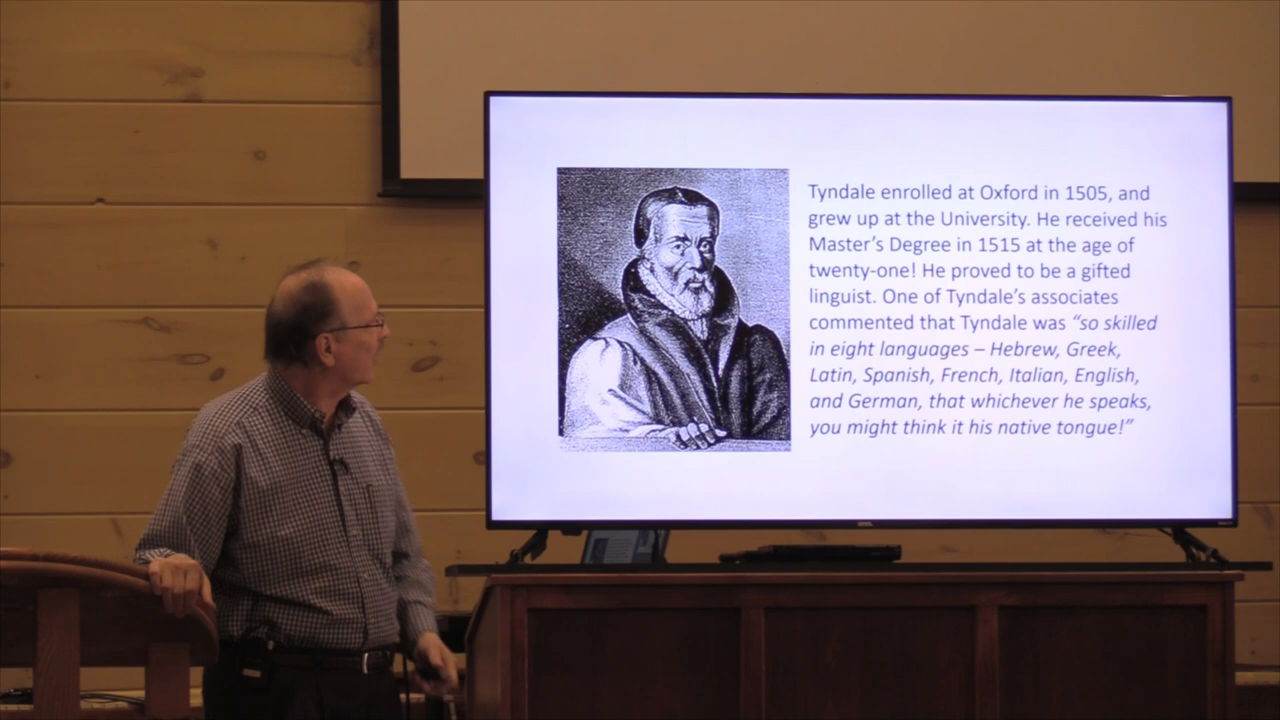 Tyndale enrolled at Oxford in 1505, and
grew up at the University. He received his
Master's Degree in 1515 at the age of
twenty-one! He proved to be a gifted
linguist. One of Tyndale's associates
commented that Tyndale was “so skilled
in eight languages – Hebrew, Greek,
Latin, Spanish, French, Italian, English,
and German, that whichever he speaks,
you might think it his native tongue!”